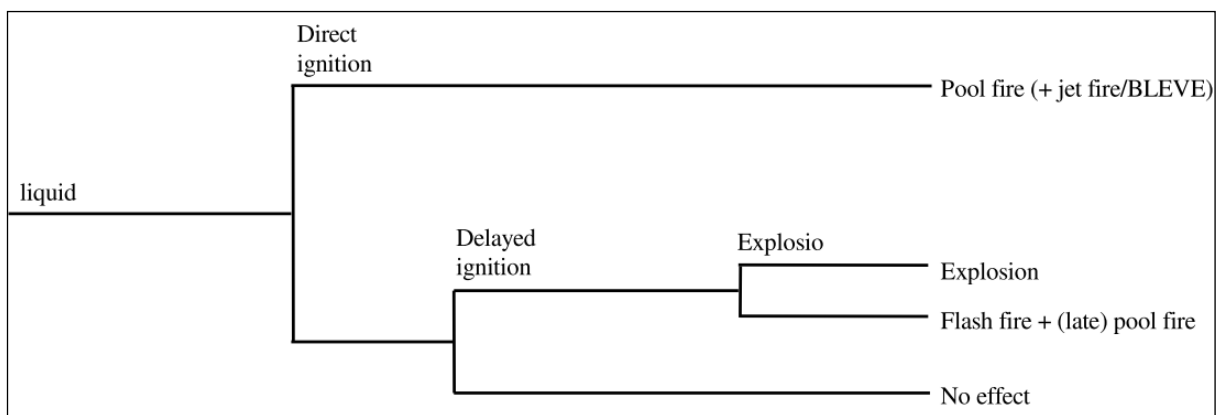 Direct
ignition
Pool fire (+ jet fire/BLEVE)
liquid
Delayed
ignition
Explosio
Explosion
Flash fire + (late) pool fire
No effect